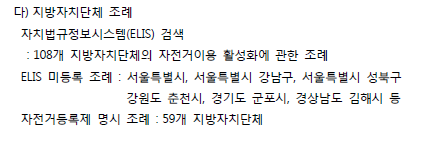 다) 지방자치단체 조례
자치법규정보시스템(ELIS) 검색
: 108개 지방자치단체의 자전거이용 활성화에 관한 조례
ELIS 미등록 조례 : 서울특별시, 서울특별시 강남구, 서울특별시 성북구
강원도 춘천시, 경기도 군포시, 경상남도 김해시 등
자전거등록제 명시 조례 : 59개 지방자치단체